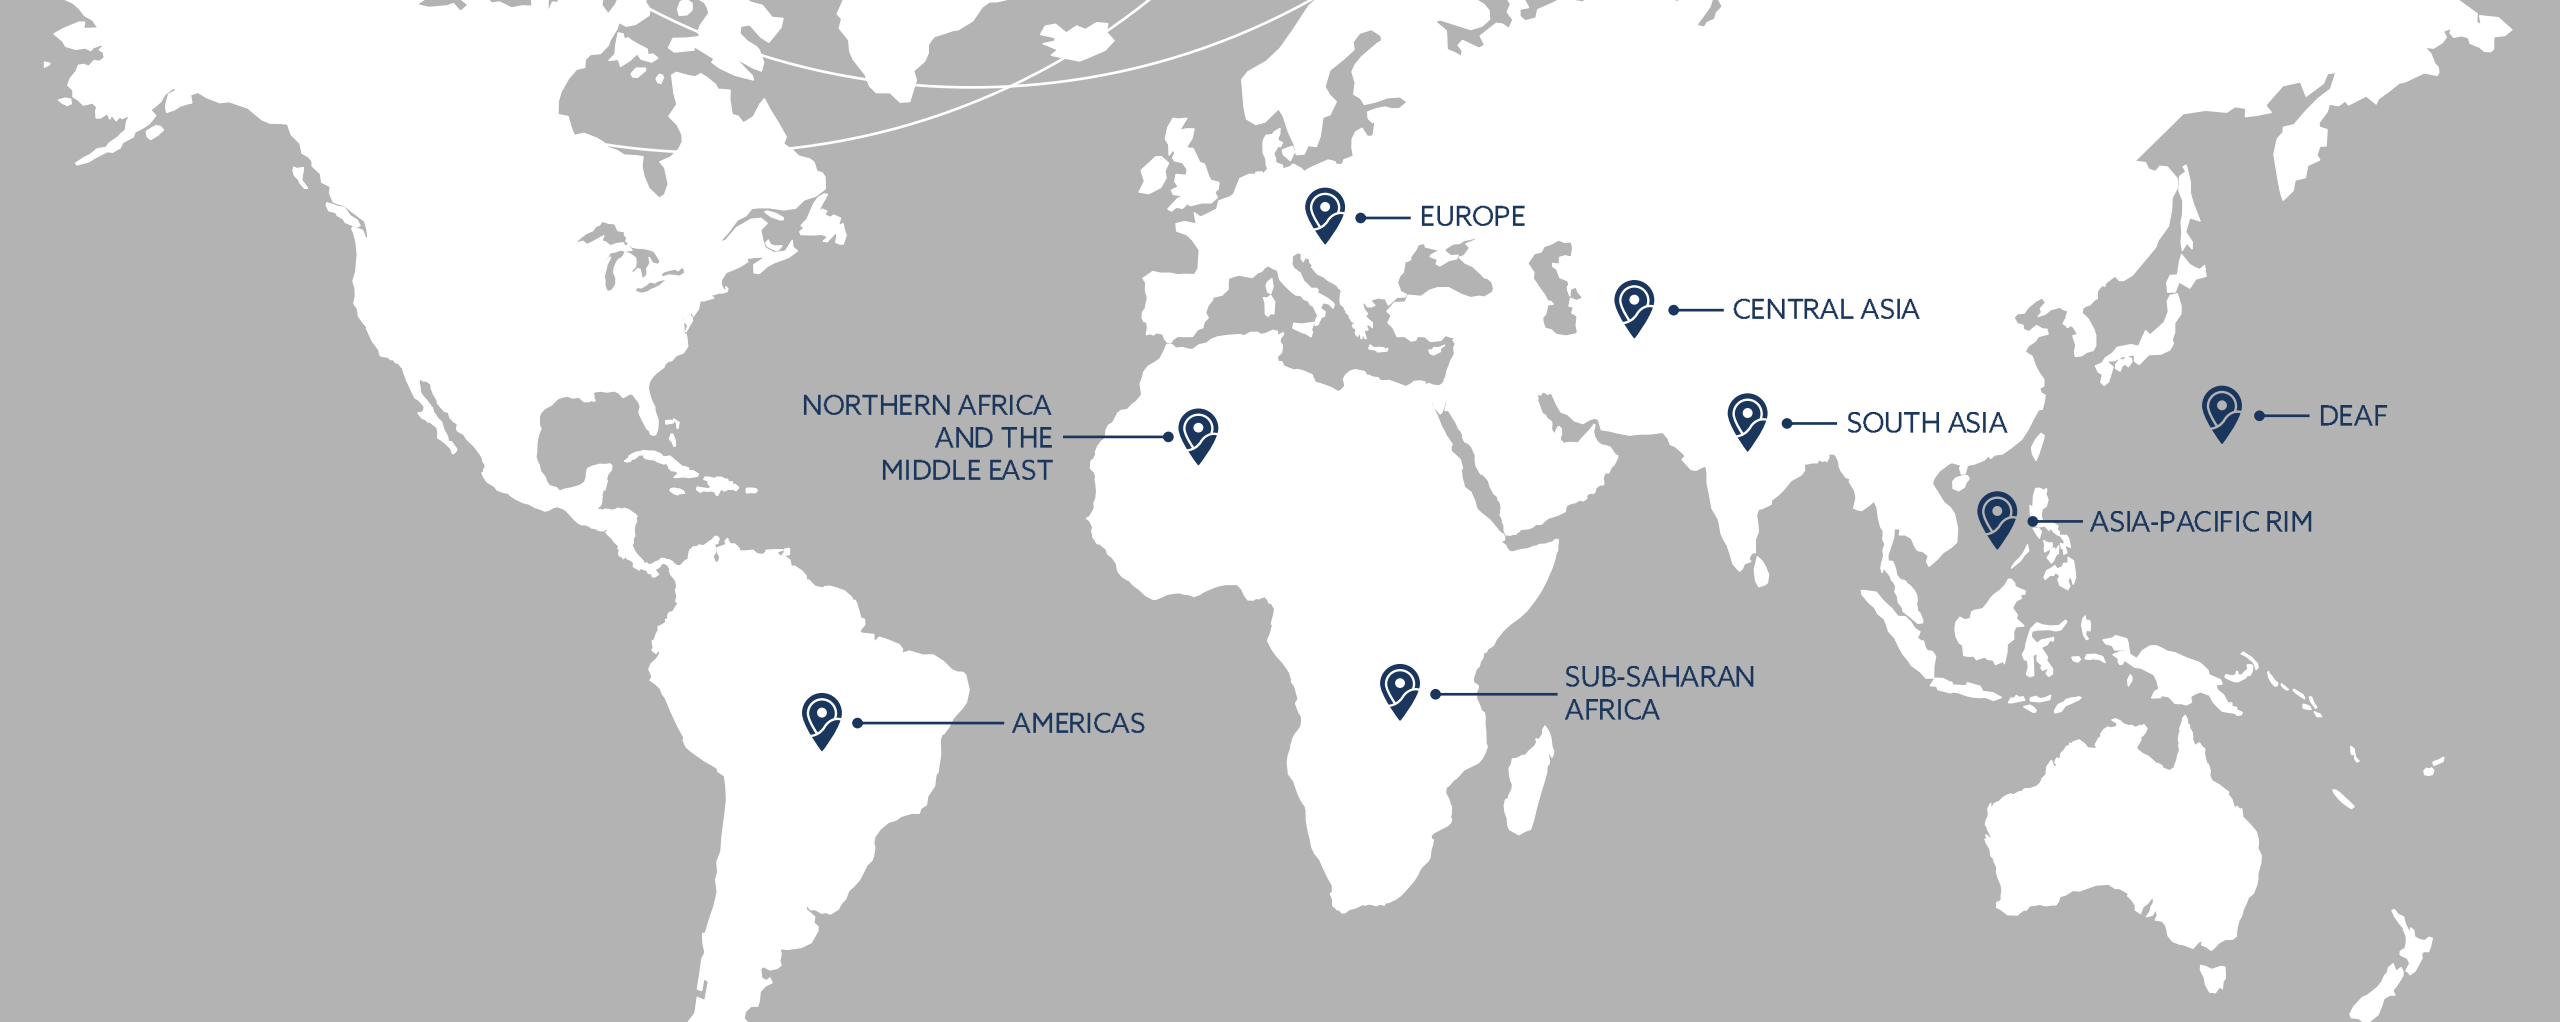 EUROPE
CENTRAL ASIA
NORTHERN AFRICA
AND THE
MIDDLE EAST
SOUTH ASIA
DEAF
ASIA-PACIFIC RIM
SUB-SAHARAN
AFRICA
AMERICAS